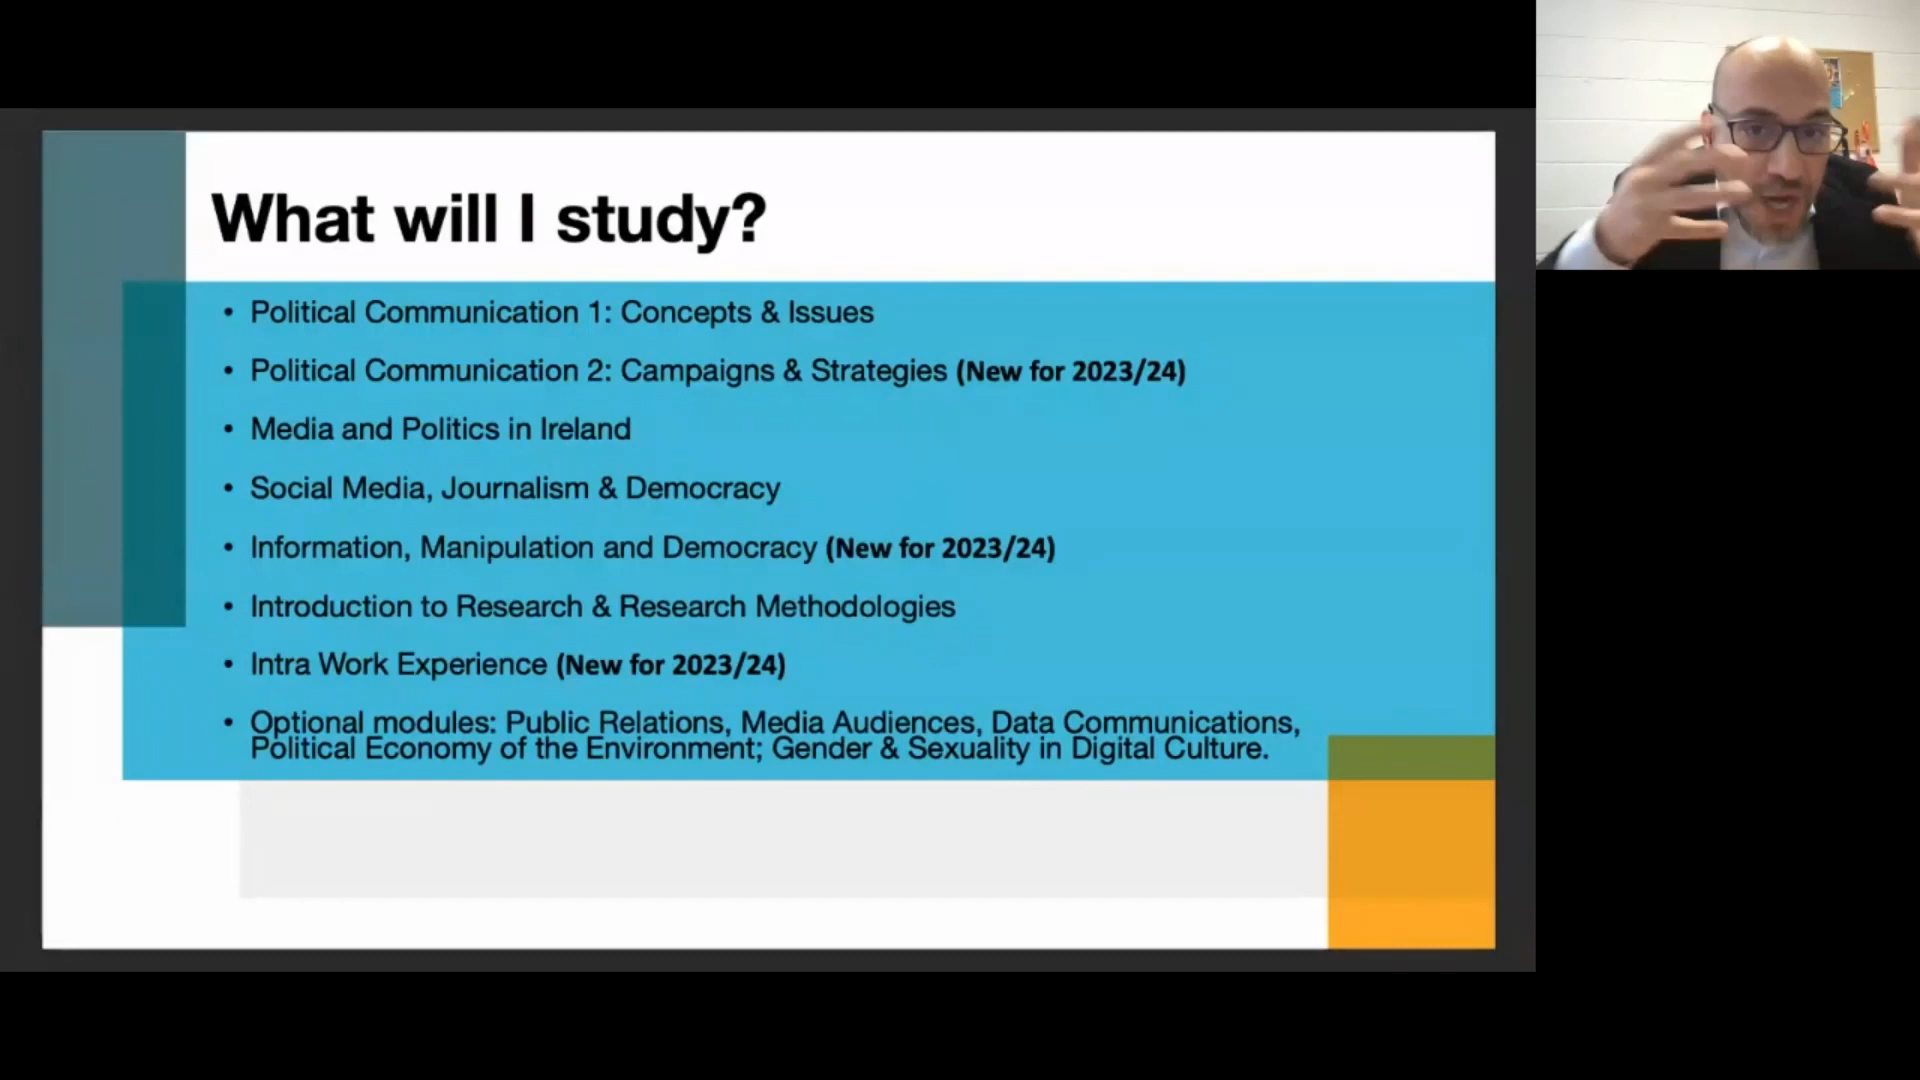 What will I study?
• Political Communication 1: Concepts & Issues
• Political Communication 2: Campaigns & Strategies (New for 2023/24)
• Media and Politics in Ireland
• Social Media, Journalism & Democracy
• Information, Manipulation and Democracy (New for 2023/24)
• Introduction to Research & Research Methodologies
• Intra Work Experience (New for 2023/24)
• Optional modules: Public Relations, Media Audiences, Data Communications,
Political Economy of the Environment; Gender & Sexuality in Digital Culture.